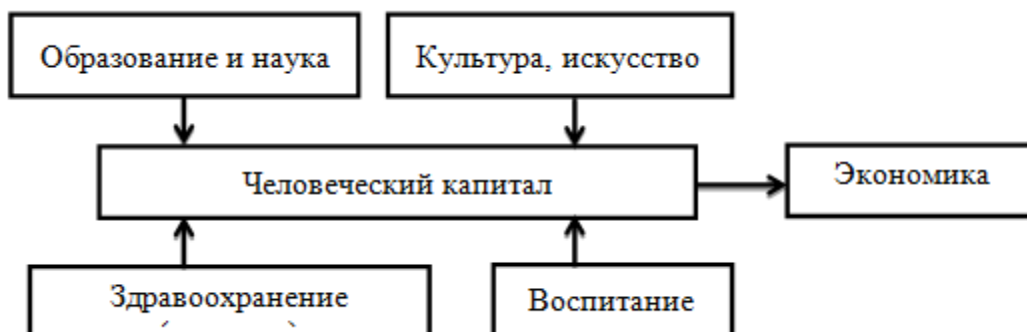 Образование и наука
Культура, искусство
Человеческий капитал
Экономика
Здравоохранение
Воспитание